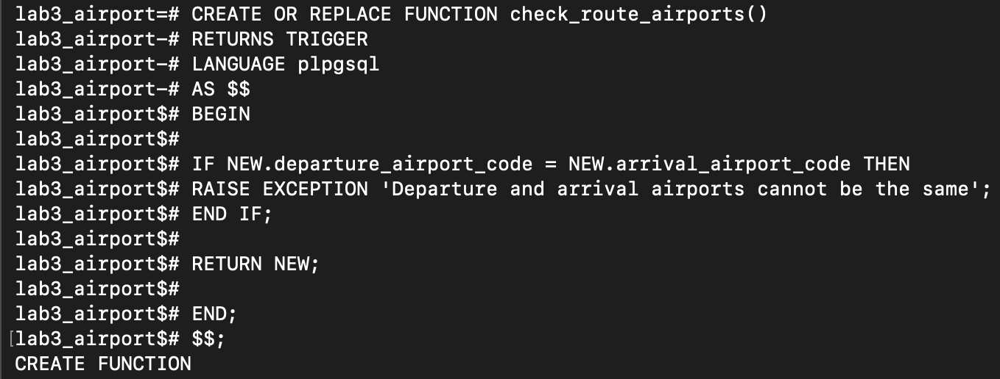 lab3_airport=# CREATE OR REPLACE FUNCTION check_route_airports()
lab3_airport-# RETURNS TRIGGER
lab3_airport-# LANGUAGE plpgsql
lab3_airport-# AS $$
lab3_airport$# BEGIN
lab3_airport$#
lab3_airport$# IF NEW.departure_airport_code = NEW.arrival_airport_code THEN
lab3_airport$# RAISE EXCEPTION 'Departure and arrival airports cannot be the same';
lab3_airport$# END IF;
lab3_airport$#
lab3_airport$# RETURN NEW;
lab3_airport$#
lab3_airport$# END;
[lab3_airport$# $$;
CREATE FUNCTION